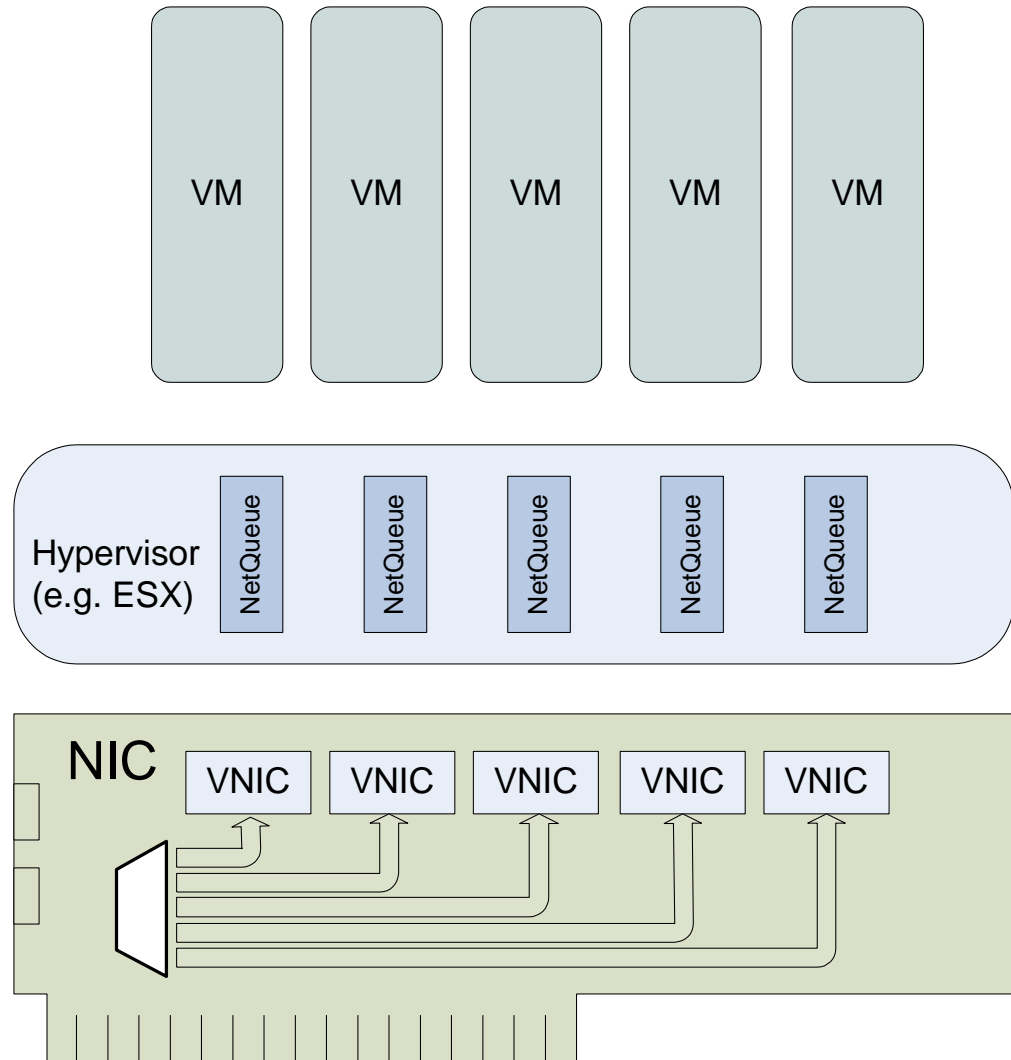 VM VM VM VM VM
Hypervisor
(e.g. ESX)
NetQueue
NetQueue
NetQueue
NetQueue
NetQueue
NIC
VNIC VNIC VNIC VNIC VNIC